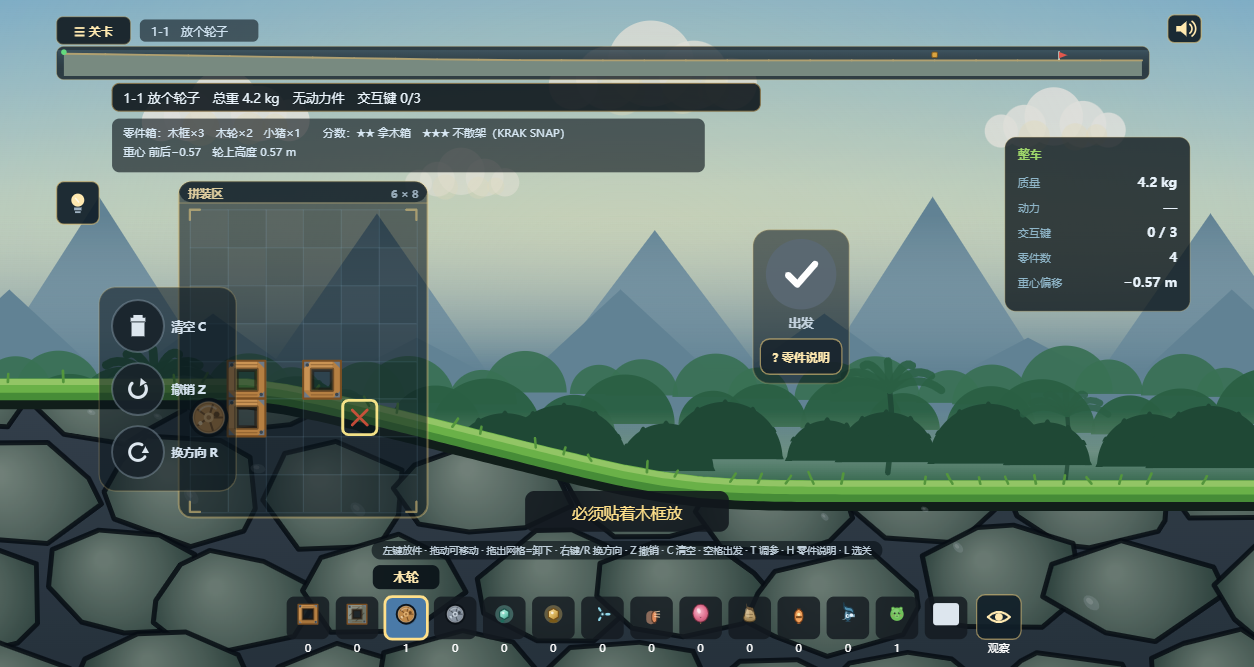 ☰ 关卡
1-1 放个轮子
1-1 放个轮子 总重 4.2 kg 无动力件 交互键 0/3
零件箱：木框×3 木轮×2 小猪×1 分数：★★ 拿木箱 ★★★ 不散架（KRAK SNAP）
重心 前后−0.57 轮上高度 0.57 m
拼装区
6 × 8
整车
质量 4.2 kg
动力 —
交互键 0 / 3
零件数 4
重心偏移 −0.57 m
出发
? 零件说明
清空 C
撤销 Z
换方向 R
必须贴着木框放
左键放件 · 拖动可移动 · 拖出网格=卸下 · 右键/R 换方向 · Z 撤销 · C 清空 · 空格出发 · T 调参 · H 零件说明 · L 选关
木轮
0 0 1 0 0 0 0 0 0 0 0 0 1
观察